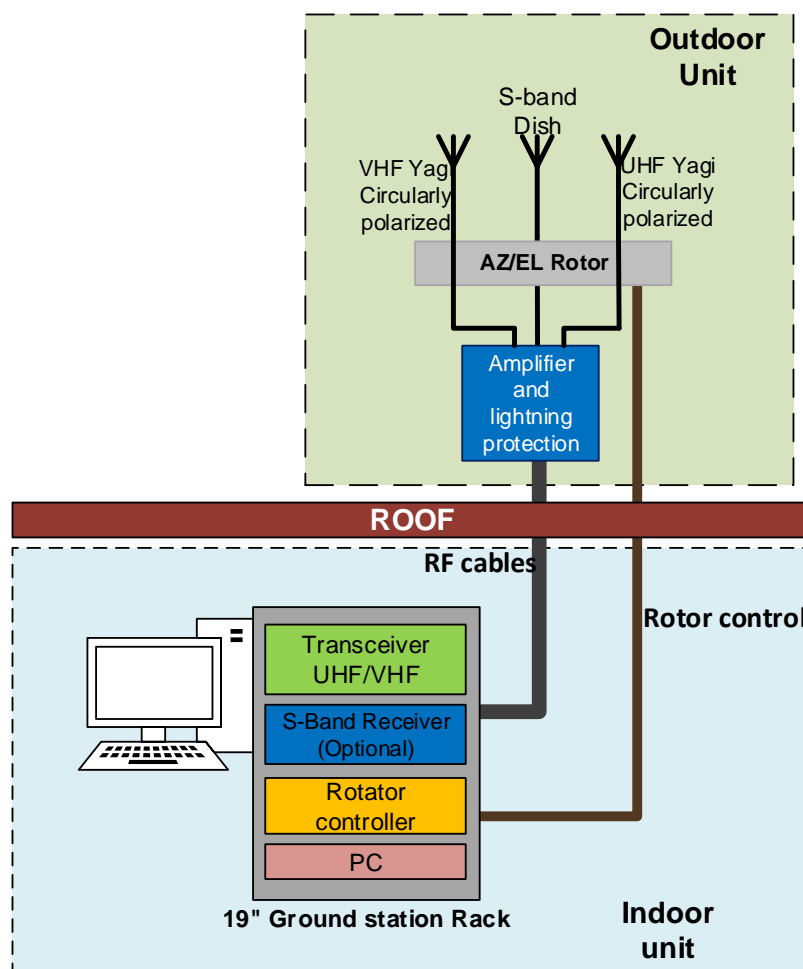 Outdoor
Unit
S-band
Dish
VHF Yagi
Circularly
polarized
UHF Yagi
Circularly
polarized
AZ/EL Rotor
Amplifier
and
lightning
protection
ROOF
RF cables
Rotor control
Transceiver
UHF/VHF
S-Band Receiver
(Optional)
Rotator
controller
PC
19" Ground station Rack
Indoor
unit